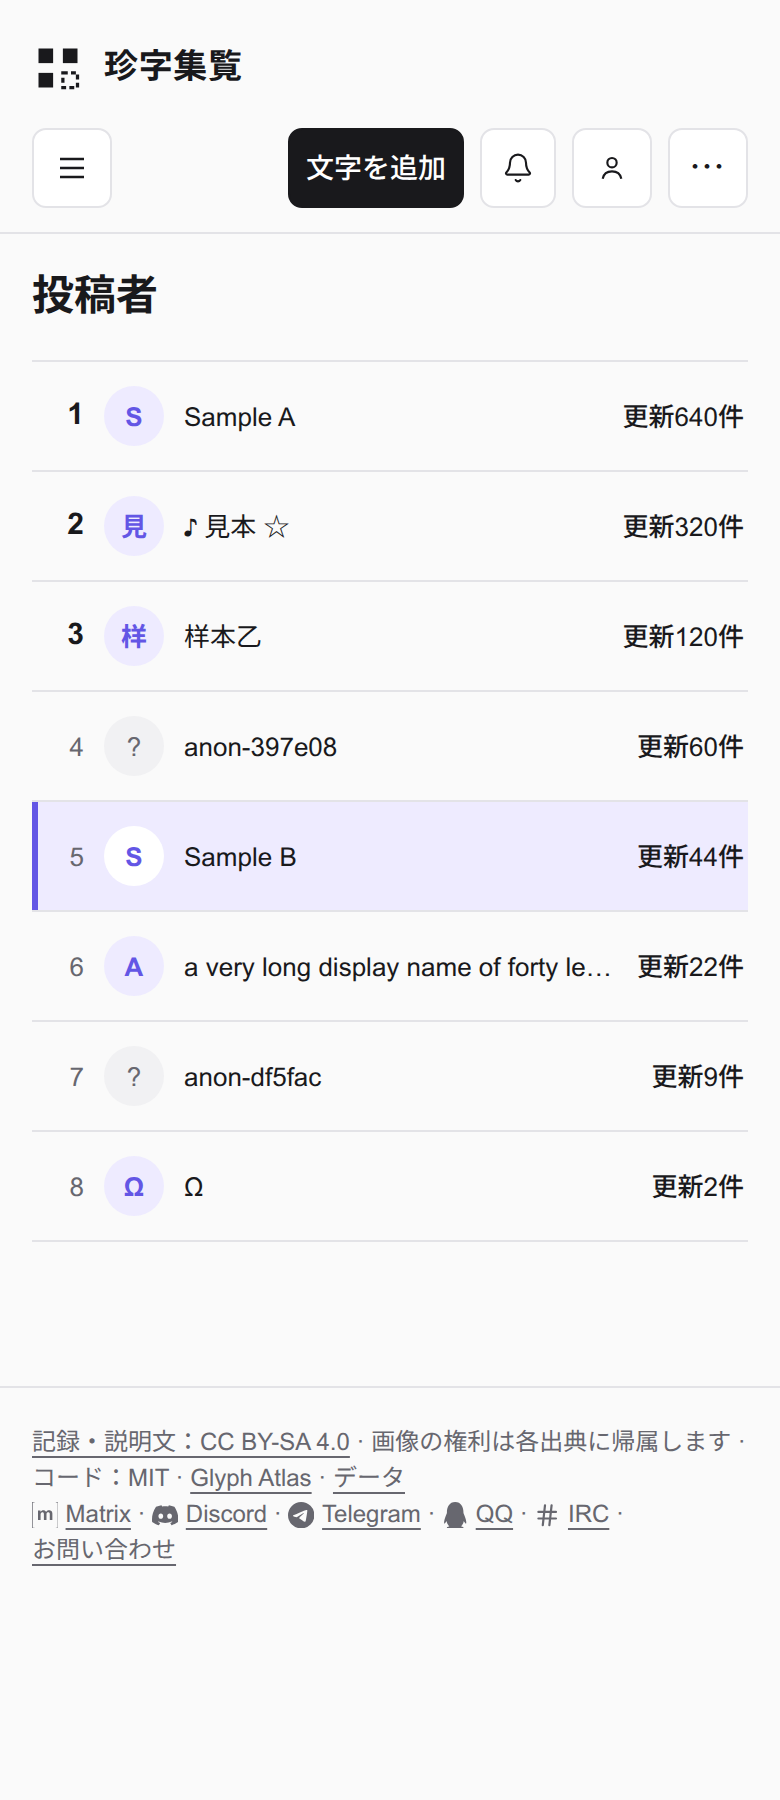 珍字集覧
文字を追加
投稿者
1 S Sample A 更新640件
2 見 ♪ 見本 ☆ 更新320件
3 样 样本乙 更新120件
4 ? anon-397e08 更新60件
5 S Sample B 更新44件
6 A a very long display name of forty le… 更新22件
7 ? anon-df5fac 更新9件
8 Ω Ω 更新2件
記録・説明文：CC BY-SA 4.0 · 画像の権利は各出典に帰属します ·
コード：MIT · Glyph Atlas · データ
[m] Matrix · Discord · Telegram · QQ · # IRC ·
お問い合わせ